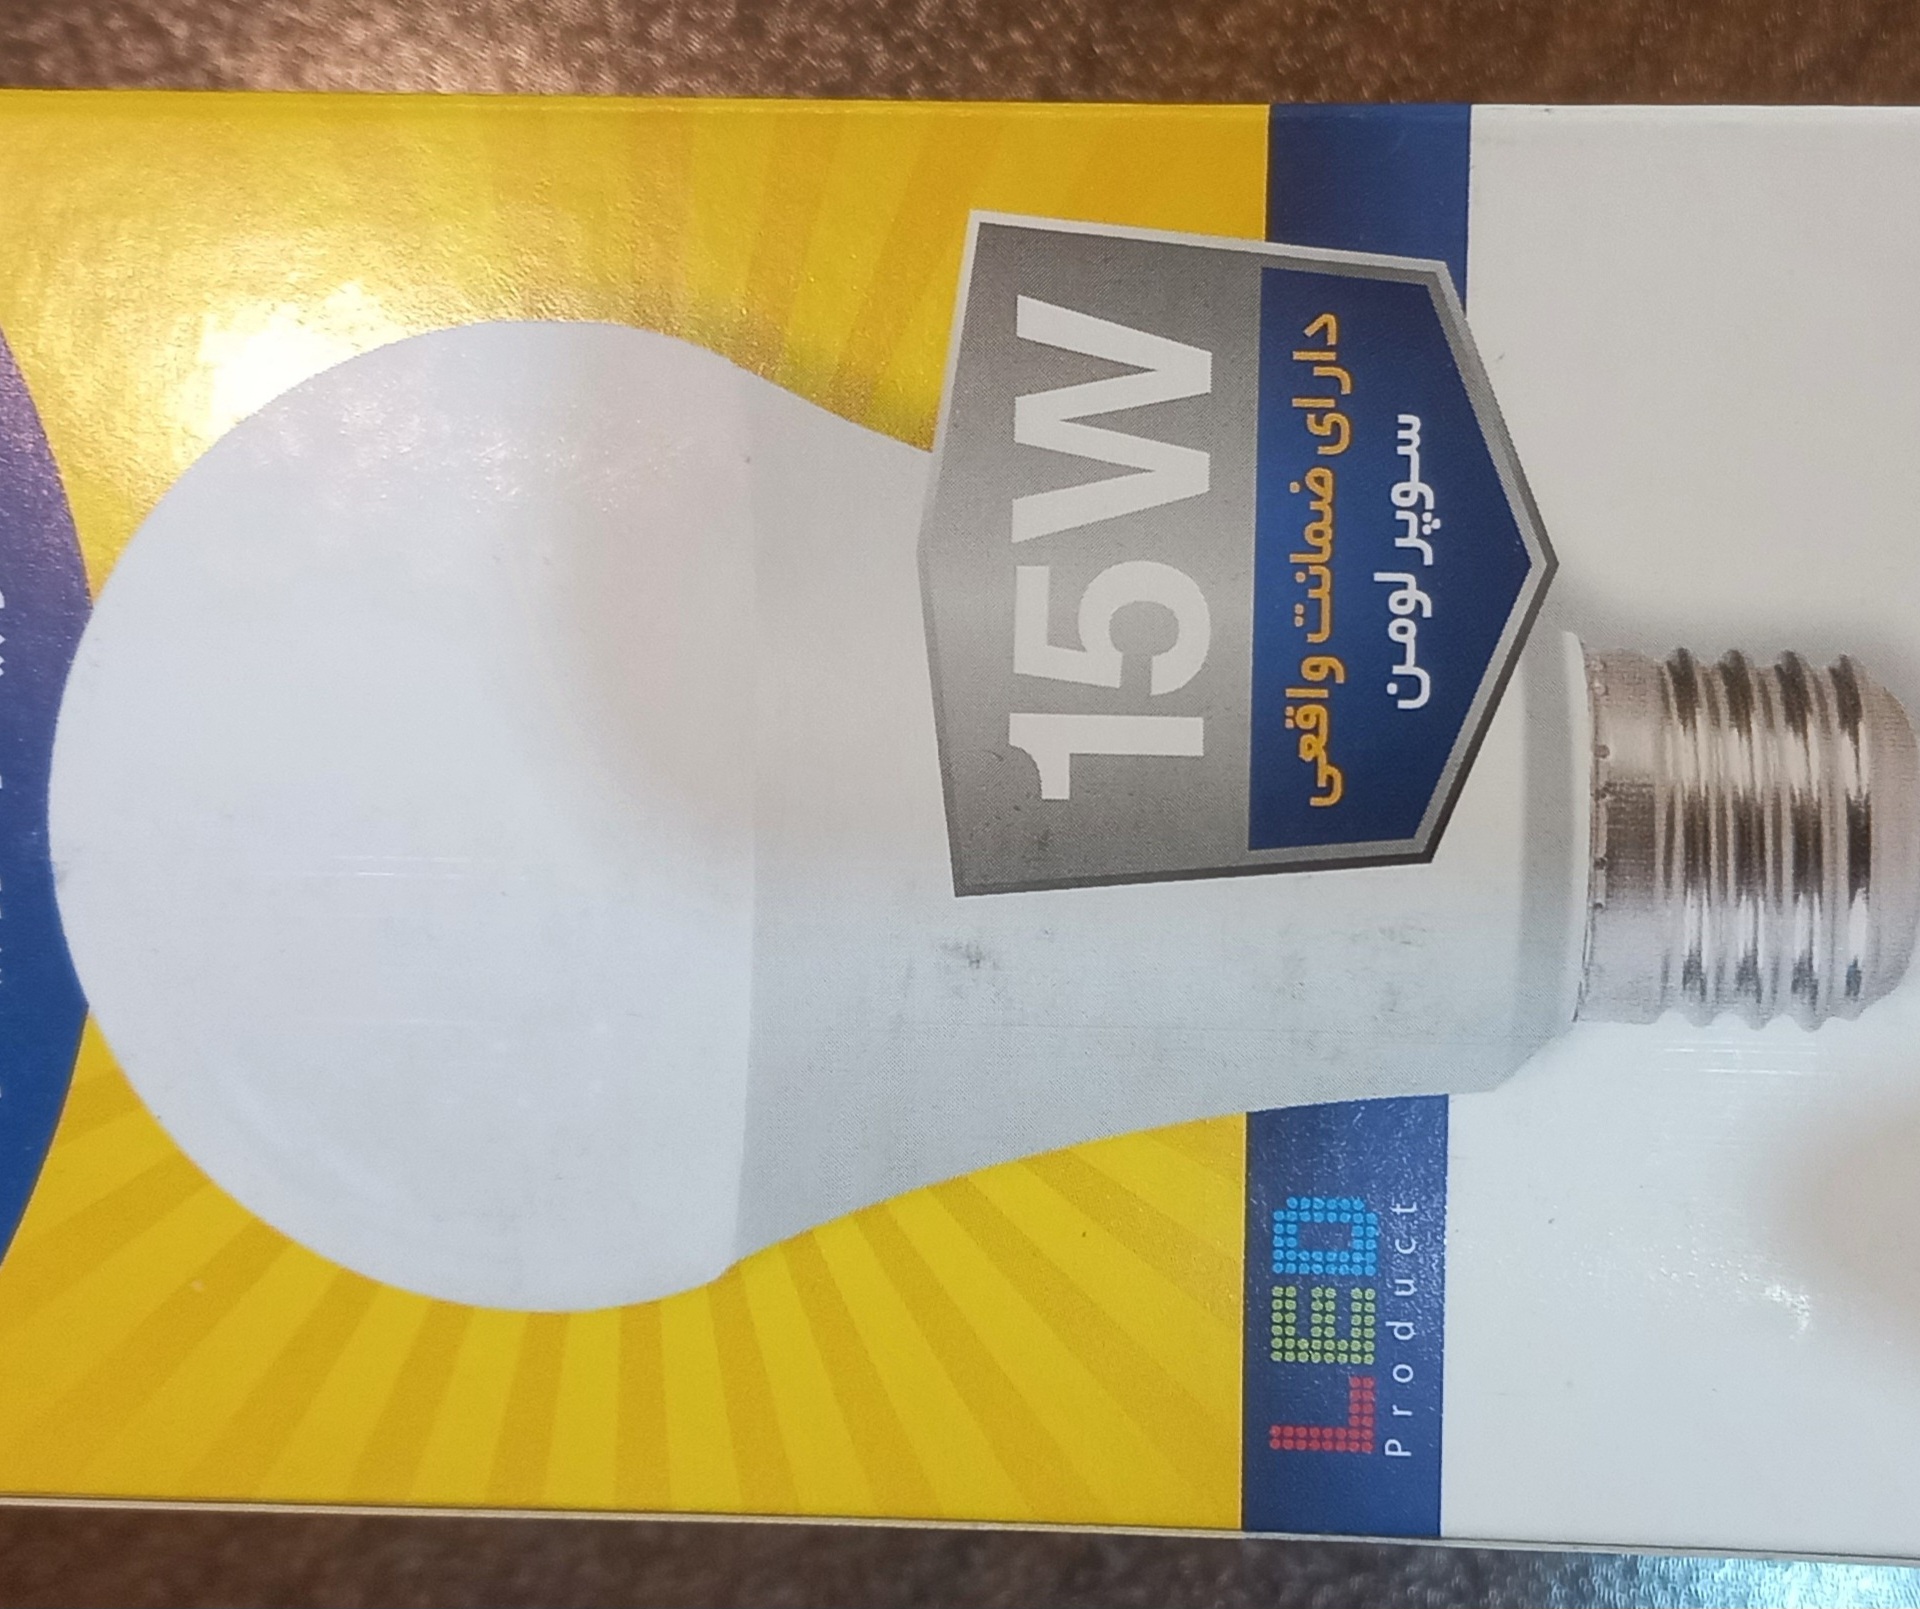 15W
دارای ضمانت واقعی
سوپر لومن
LED
Product